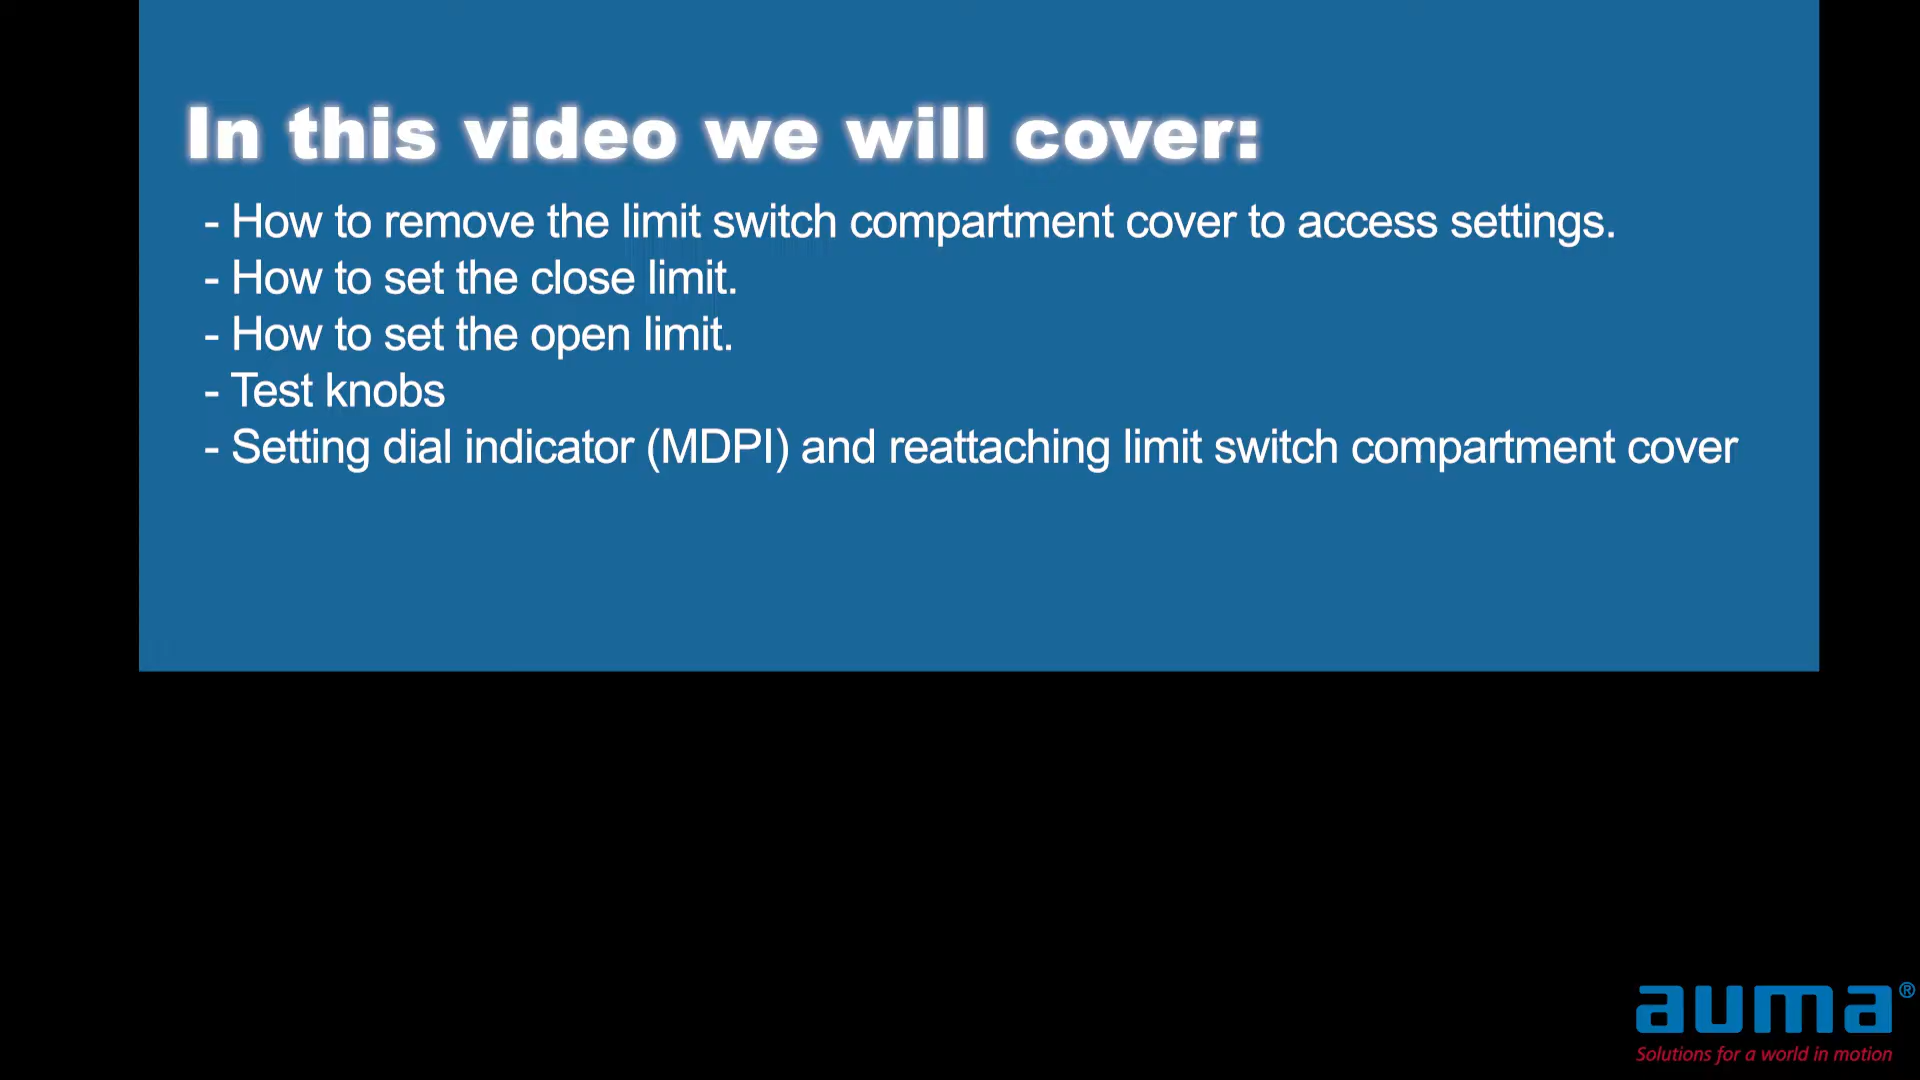 In this video we will cover:
- How to remove the limit switch compartment cover to access settings.
- How to set the close limit.
- How to set the open limit.
- Test knobs
- Setting dial indicator (MDPI) and reattaching limit switch compartment cover
auma®
Solutions for a world in motion